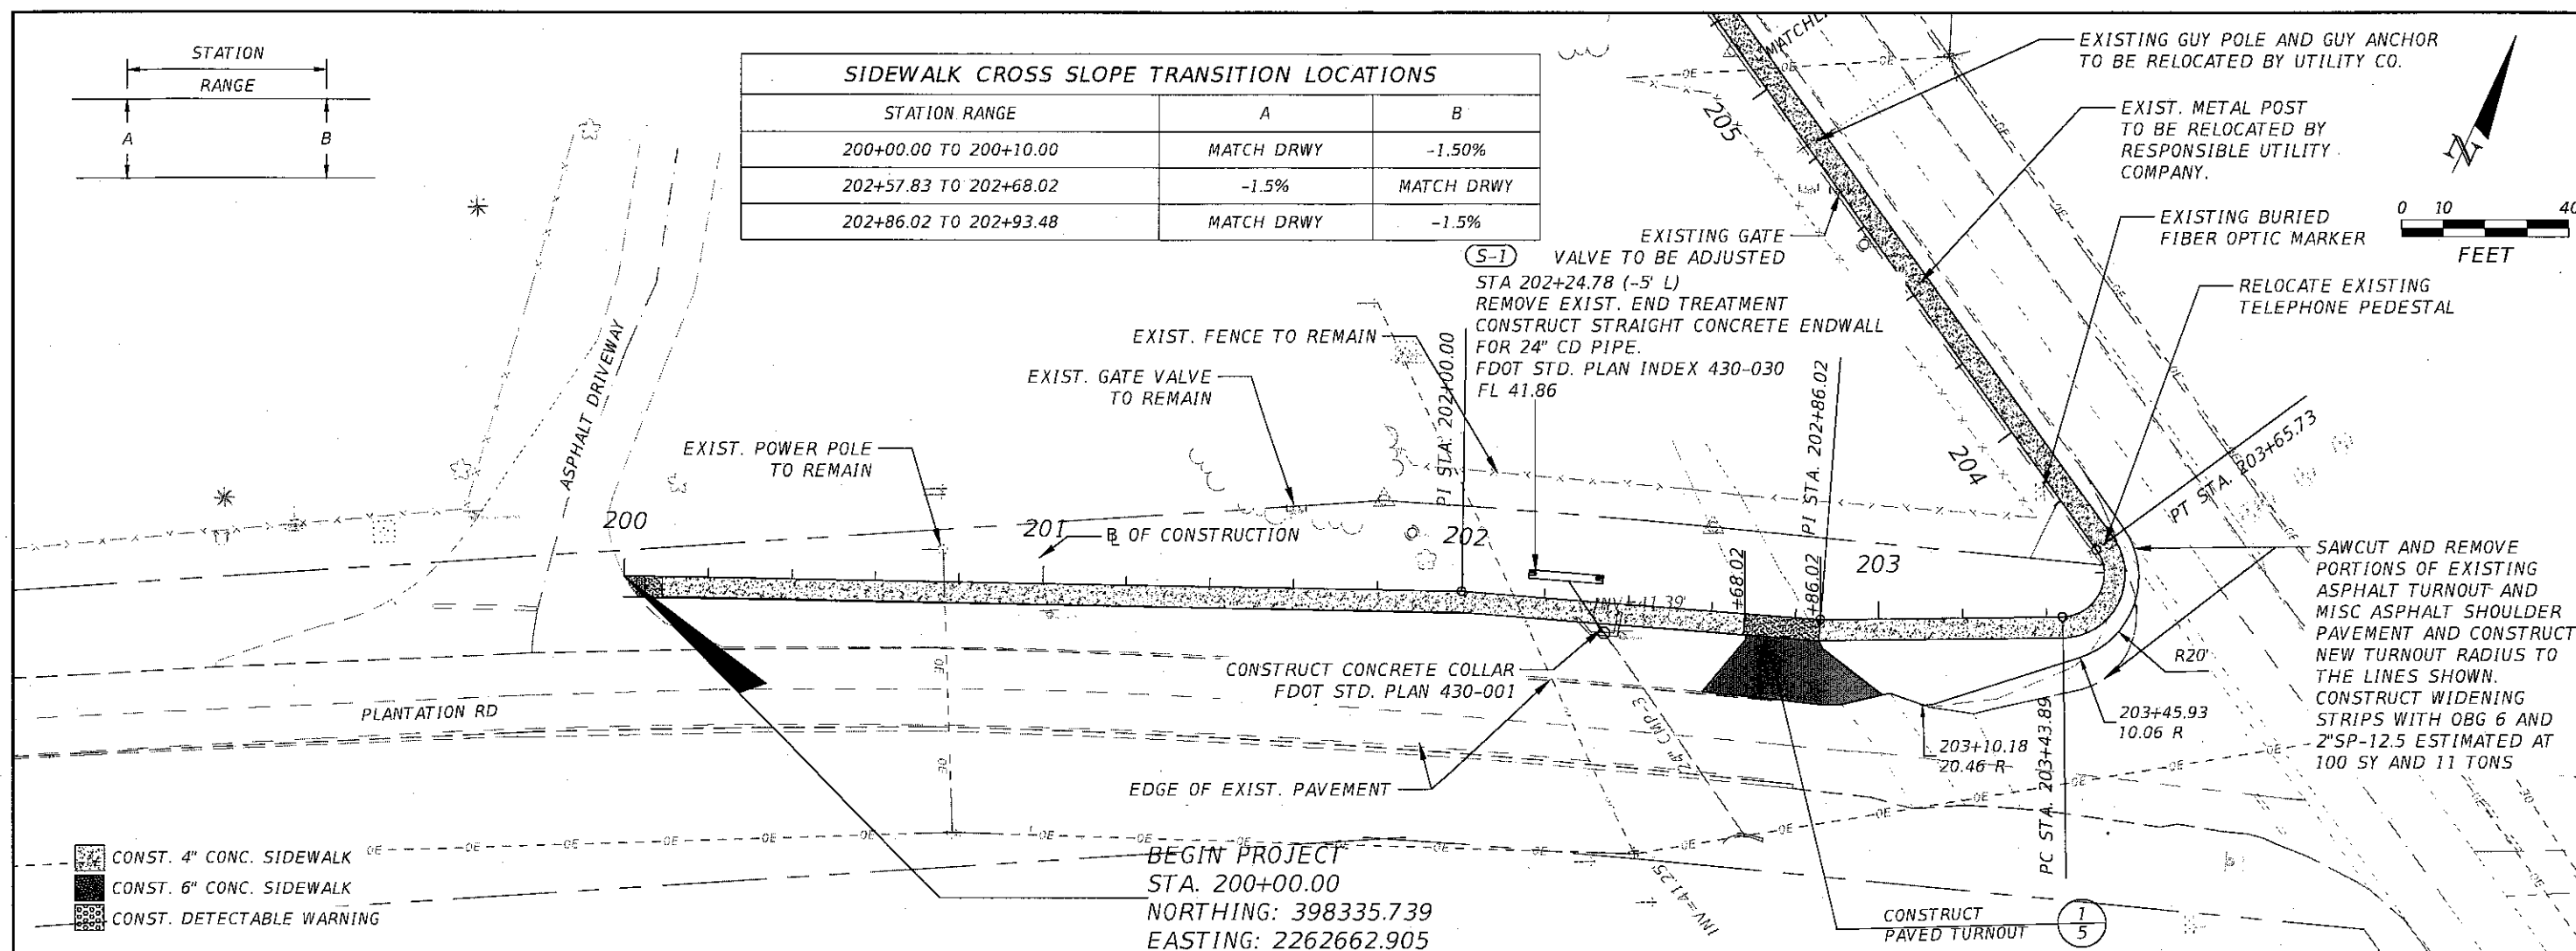 STATION
RANGE
A
B
SIDEWALK CROSS SLOPE TRANSITION LOCATIONS
STATION RANGE A B
200+00.00 TO 200+10.00 MATCH DRWY -1.50%
202+57.83 TO 202+68.02 -1.5% MATCH DRWY
202+86.02 TO 202+93.48 MATCH DRWY -1.5%
EXISTING GUY POLE AND GUY ANCHOR
TO BE RELOCATED BY UTILITY CO.
EXIST. METAL POST
TO BE RELOCATED BY
RESPONSIBLE UTILITY
COMPANY.
N
0 10 40
FEET
EXISTING BURIED
FIBER OPTIC MARKER
RELOCATE EXISTING
TELEPHONE PEDESTAL
205
204
EXISTING GATE
VALVE TO BE ADJUSTED
S-1
STA 202+24.78 (-5' L)
REMOVE EXIST. END TREATMENT
CONSTRUCT STRAIGHT CONCRETE ENDWALL
FOR 24" CD PIPE.
FDOT STD. PLAN INDEX 430-030
FL 41.86
EXIST. FENCE TO REMAIN
EXIST. GATE VALVE
TO REMAIN
EXIST. POWER POLE
TO REMAIN
ASPHALT DRIVEWAY
PI STA. 202+00.00
PI STA. 202+86.02
PT STA. 203+65.73
200
201
202
203
B OF CONSTRUCTION
+68.02
+86.02
SAWCUT AND REMOVE
PORTIONS OF EXISTING
ASPHALT TURNOUT AND
MISC ASPHALT SHOULDER
PAVEMENT AND CONSTRUCT
NEW TURNOUT RADIUS TO
THE LINES SHOWN.
CONSTRUCT WIDENING
STRIPS WITH OBG 6 AND
2"SP-12.5 ESTIMATED AT
100 SY AND 11 TONS
R20'
203+45.93
10.06 R
203+10.18
20.46 R
PC STA. 203+43.89
CONSTRUCT CONCRETE COLLAR
FDOT STD. PLAN 430-001
24" CMP 3
EDGE OF EXIST. PAVEMENT
PLANTATION RD
INV=41.25'
OE
CONST. 4" CONC. SIDEWALK
CONST. 6" CONC. SIDEWALK
CONST. DETECTABLE WARNING
BEGIN PROJECT
STA. 200+00.00
NORTHING: 398335.739
EASTING: 2262662.905
CONSTRUCT
PAVED TURNOUT
1
5